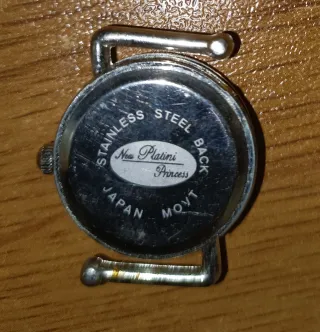 STAINLESS STEEL BACK
New Platini
Princess
JAPAN MOVT